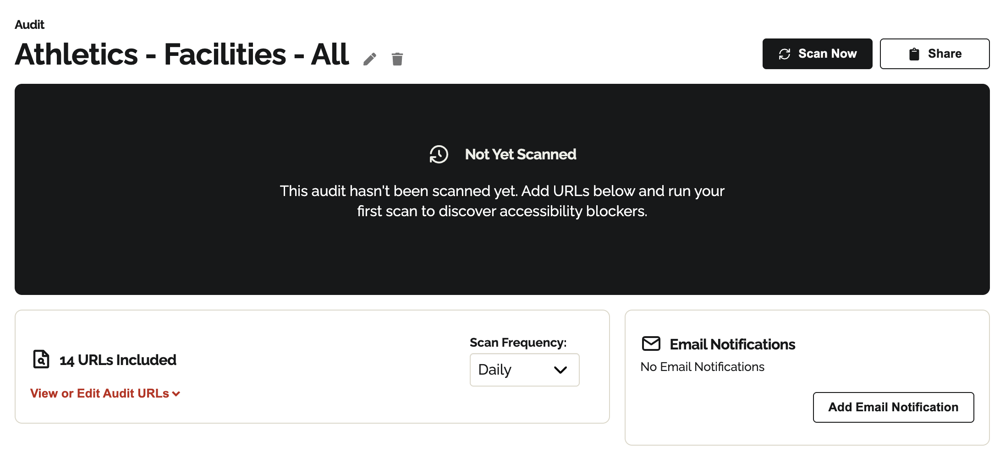 Audit
Athletics - Facilities - All
Scan Now
Share
Not Yet Scanned
This audit hasn't been scanned yet. Add URLs below and run your
first scan to discover accessibility blockers.
14 URLs Included
View or Edit Audit URLs
Scan Frequency:
Daily
Email Notifications
No Email Notifications
Add Email Notification